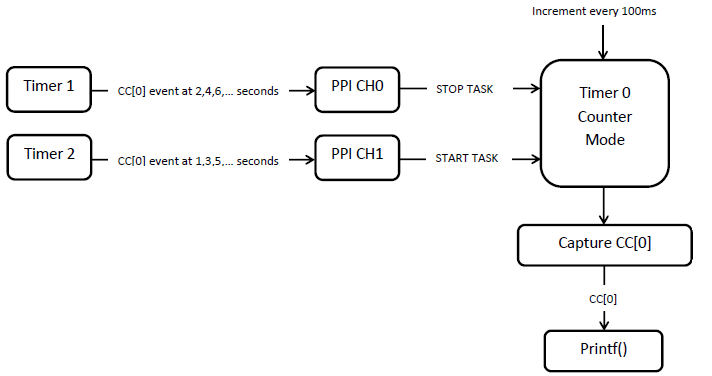 Increment every 100ms
Timer 1
CC[0] event at 2,4,6,... seconds
PPI CH0
STOP TASK
Timer 2
CC[0] event at 1,3,5,... seconds
PPI CH1
START TASK
Timer 0
Counter
Mode
Capture CC[0]
CC[0]
Printf()